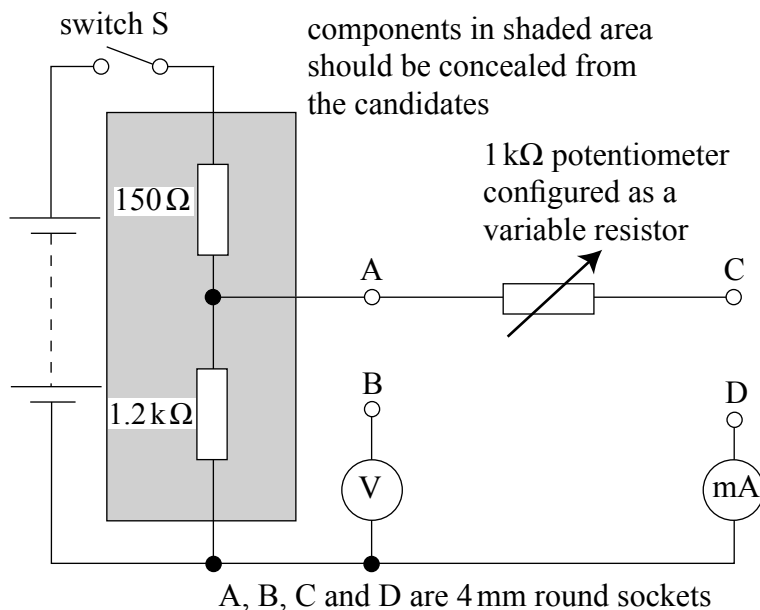 switch S
components in shaded area
should be concealed from
the candidates
1 kΩ potentiometer
configured as a
variable resistor
150 Ω
A
C
B
D
1.2 k Ω
V
mA
A, B, C and D are 4 mm round sockets